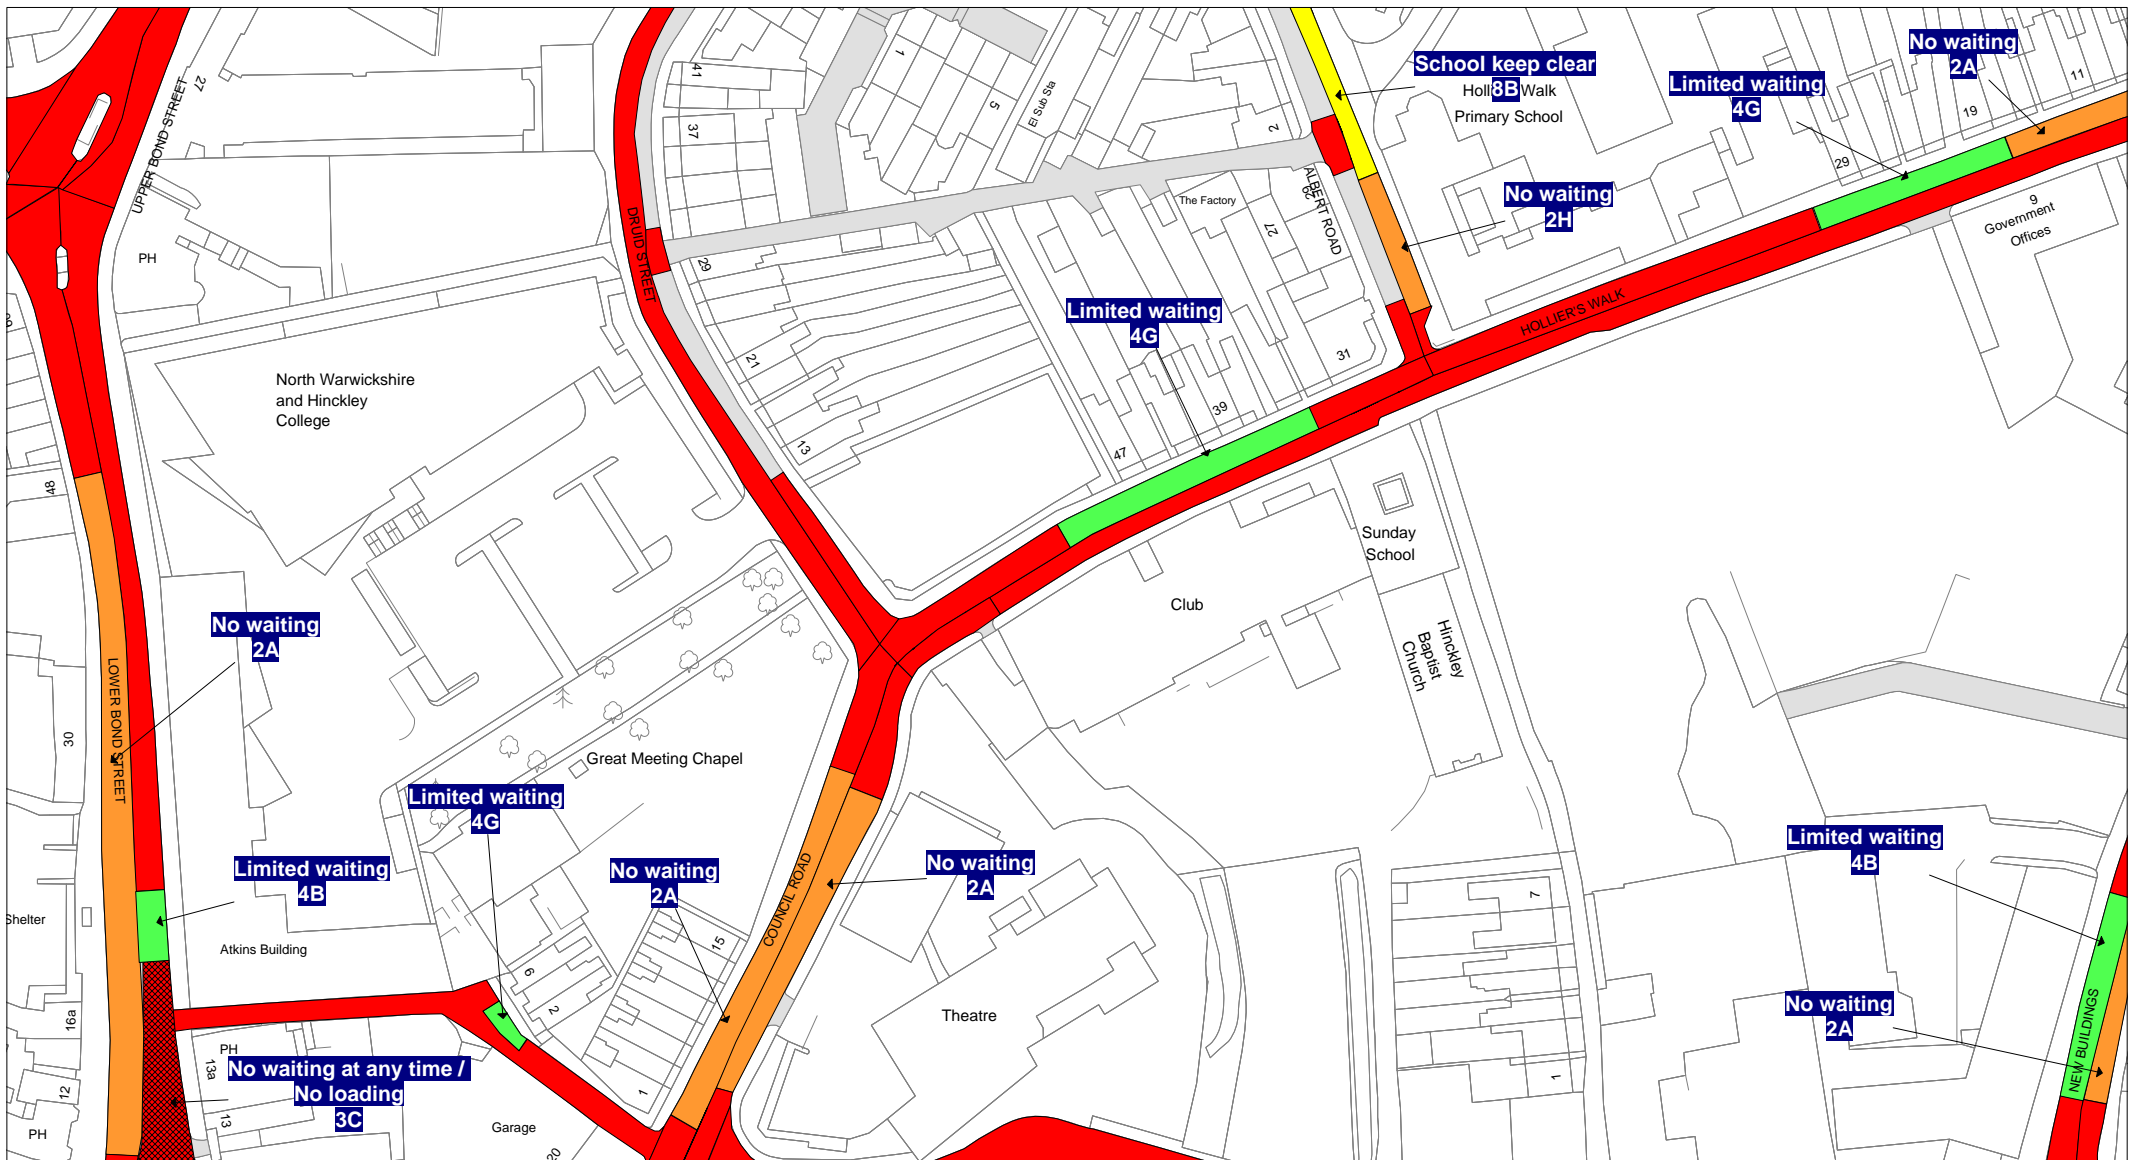 No waiting
2A
School keep clear
8B
Holl Walk
Primary School
Limited waiting
4G
11
19
29
27
UPPER BOND STREET
41
1
5
El Sub Sta
37
2
The Factory
29
ALBERT ROAD
27
No waiting
2H
9
Government
Offices
PH
DRUID STREET
29
HOLLIER'S WALK
Limited waiting
4G
21
31
North Warwickshire
and Hinckley
College
39
13
47
48
Sunday
School
Club
No waiting
2A
Hinckley
Baptist
Church
LOWER BOND STREET
30
Great Meeting Chapel
Limited waiting
4G
Limited waiting
4B
No waiting
2A
No waiting
2A
COUNCIL ROAD
Limited waiting
4B
7
Shelter
Atkins Building
15
6
2
Theatre
No waiting
2A
NEW BUILDINGS
16a
PH
13a
No waiting at any time /
No loading
3C
12
13
1
1
PH
Garage
20